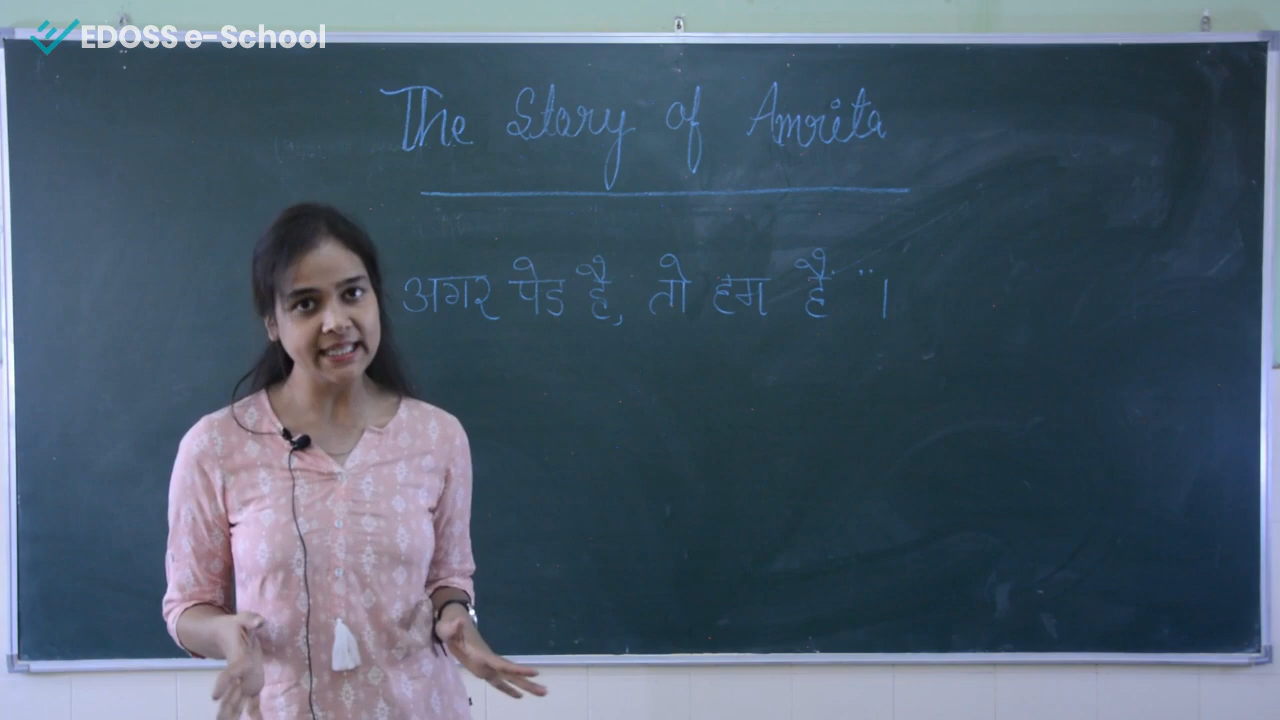 EDOSS e-School
The Story of Amrita
अगर पेड है, तो हम है "।